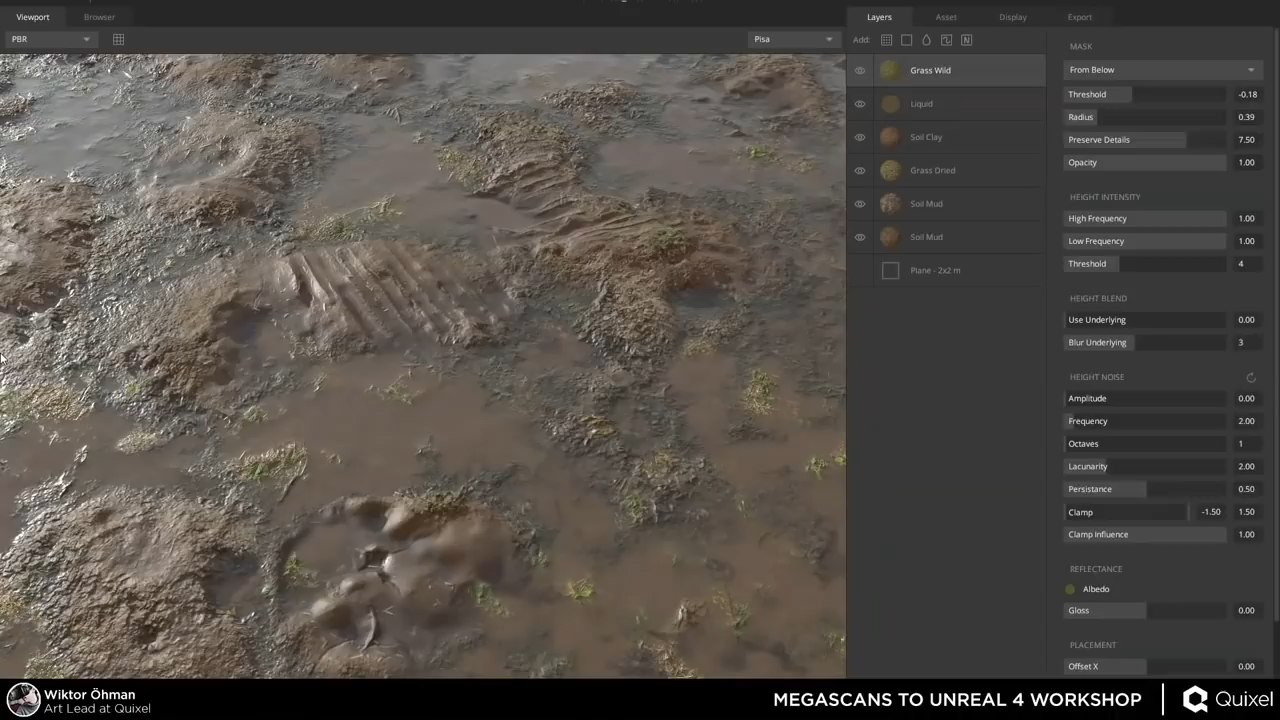 Viewport
Browser
PBR
Pisa
Layers
Asset
Display
Export
Add:
Grass Wild
Liquid
Soil Clay
Grass Dried
Soil Mud
Soil Mud
Plane - 2x2 m
MASK
From Below
Threshold -0.18
Radius 0.39
Preserve Details 7.50
Opacity 1.00
HEIGHT INTENSITY
High Frequency 1.00
Low Frequency 1.00
Threshold 4
HEIGHT BLEND
Use Underlying 0.00
Blur Underlying 3
HEIGHT NOISE
Amplitude 0.00
Frequency 2.00
Octaves 1
Lacunarity 2.00
Persistance 0.50
Clamp -1.50 1.50
Clamp Influence 1.00
REFLECTANCE
Albedo
Gloss 0.00
PLACEMENT
Offset X 0.00
Wiktor Öhman
Art Lead at Quixel
MEGASCANS TO UNREAL 4 WORKSHOP
Quixel